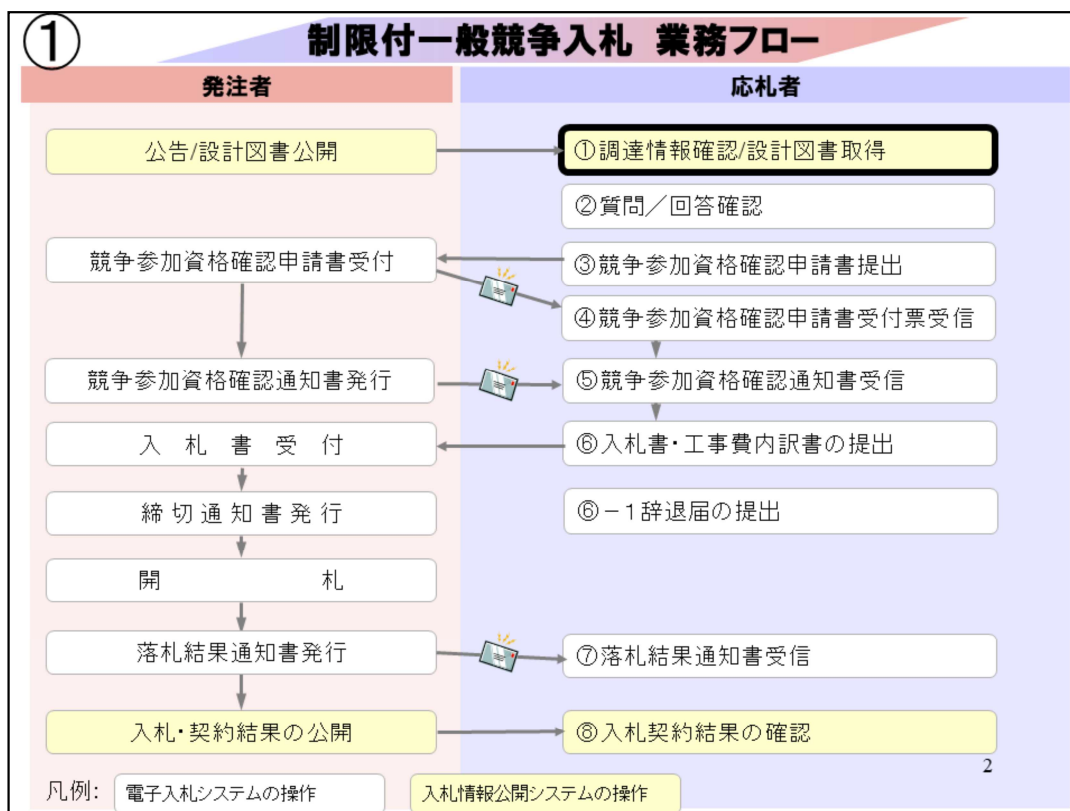 ①
制限付一般競争入札 業務フロー
発注者
応札者
公告/設計図書公開
①調達情報確認/設計図書取得
②質問／回答確認
競争参加資格確認申請書受付
③競争参加資格確認申請書提出
④競争参加資格確認申請書受付票受信
競争参加資格確認通知書発行
⑤競争参加資格確認通知書受信
入 札 書 受 付
⑥入札書・工事費内訳書の提出
締切通知書発行
⑥－1辞退届の提出
開 札
落札結果通知書発行
⑦落札結果通知書受信
入札・契約結果の公開
⑧入札契約結果の確認
2
凡例:
電子入札システムの操作
入札情報公開システムの操作